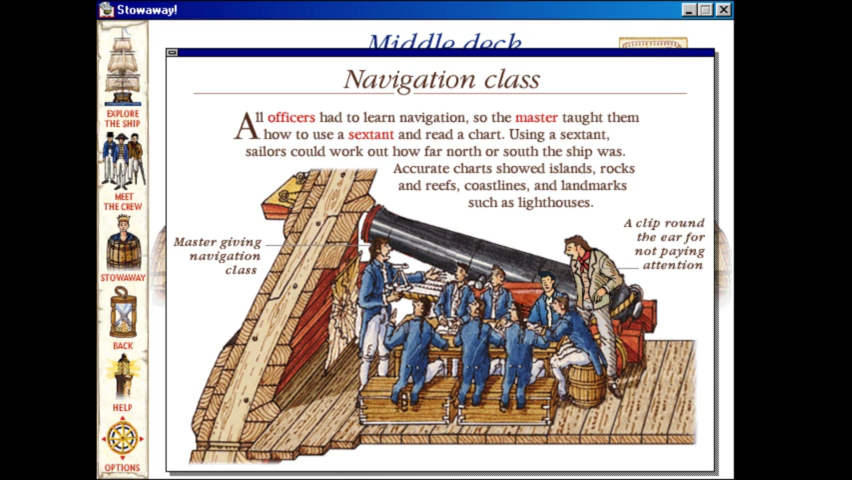 Stowaway!
Middle deck
Navigation class
All officers had to learn navigation, so the master taught them
how to use a sextant and read a chart. Using a sextant,
sailors could work out how far north or south the ship was.
Accurate charts showed islands, rocks
and reefs, coastlines, and landmarks
such as lighthouses.
Master giving
navigation
class
A clip round
the ear for
not paying
attention
EXPLORE
THE SHIP
MEET
THE CREW
STOWAWAY
BACK
HELP
OPTIONS